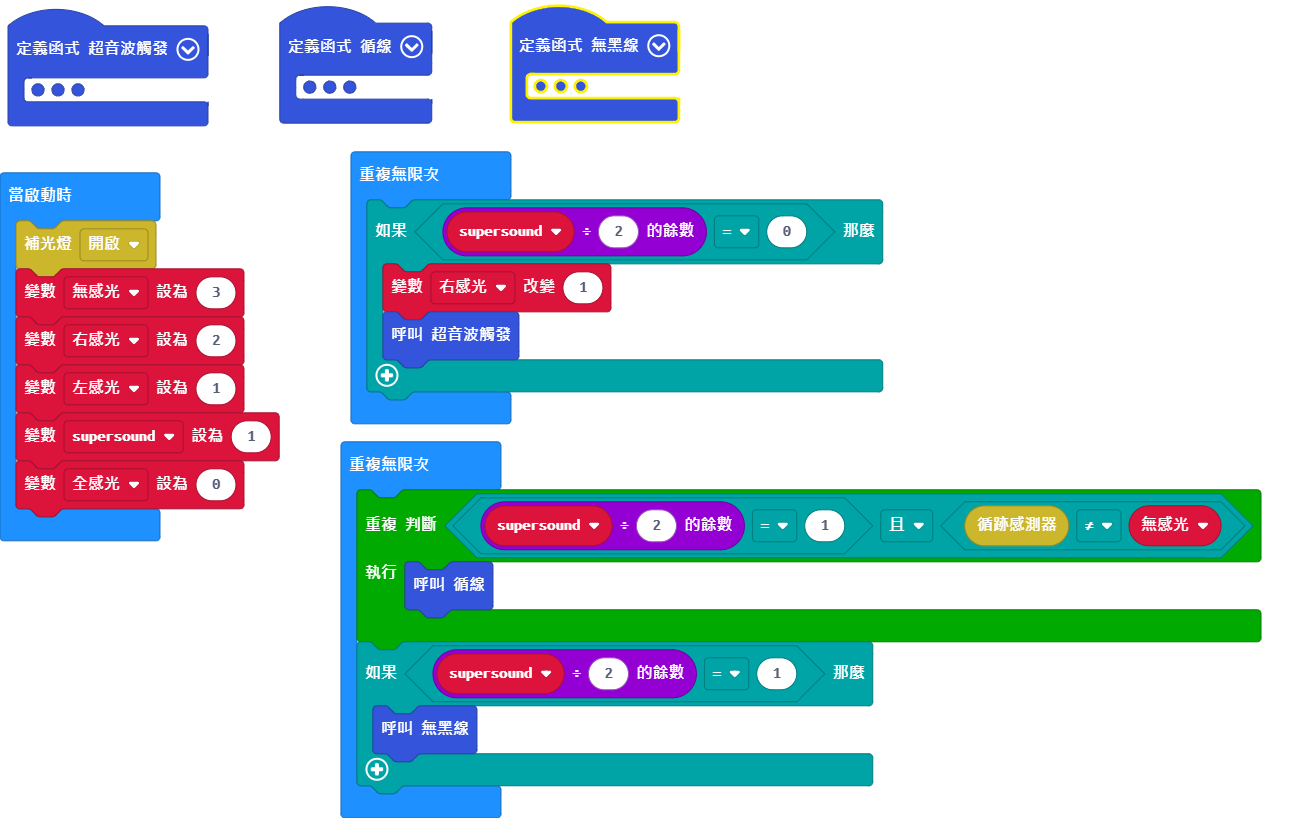 定義函式 超音波觸發
定義函式 循線
定義函式 無黑線
當啟動時
補光燈 開啟
變數 無感光 設為 3
變數 右感光 設為 2
變數 左感光 設為 1
變數 supersound 設為 1
變數 全感光 設為 0
重複無限次
如果 supersound ÷ 2 的餘數 = 0 那麼
變數 右感光 改變 1
呼叫 超音波觸發
重複無限次
重複 判斷 supersound ÷ 2 的餘數 = 1 且 循跡感測器 ≠ 無感光
執行
呼叫 循線
如果 supersound ÷ 2 的餘數 = 1 那麼
呼叫 無黑線